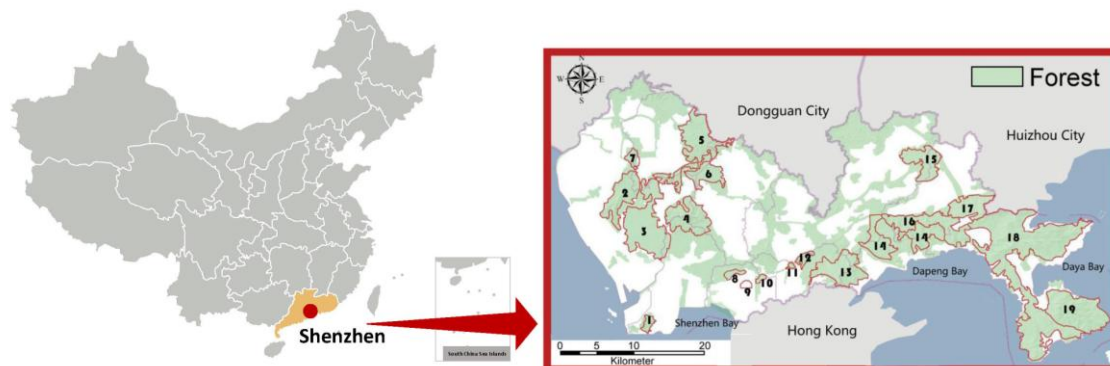 Shenzhen
South China Sea Islands
N
W E
S
Forest
Dongguan City
Huizhou City
5
7
15
6
2
17
4
16
3
14
14
18
12
8
11
13
Dapeng Bay
Daya Bay
9
10
1
Shenzhen Bay
19
Hong Kong
0 10 20
Kilometer